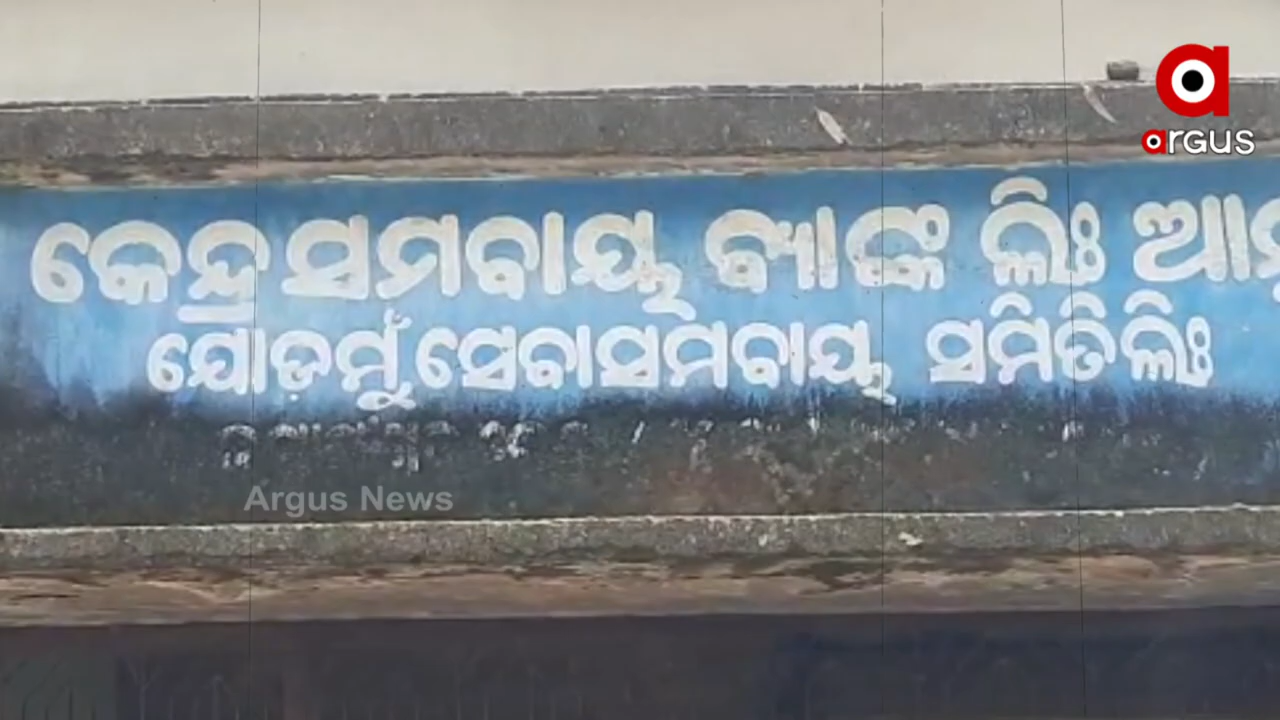 argus
କେନ୍ଦ୍ର ସମବାୟ ବ୍ୟାଙ୍କ ଲିଃ
ଯୋଡ଼ମୁଁ ସେବା ସମବାୟ ସମିତି ଲିଃ
Argus News